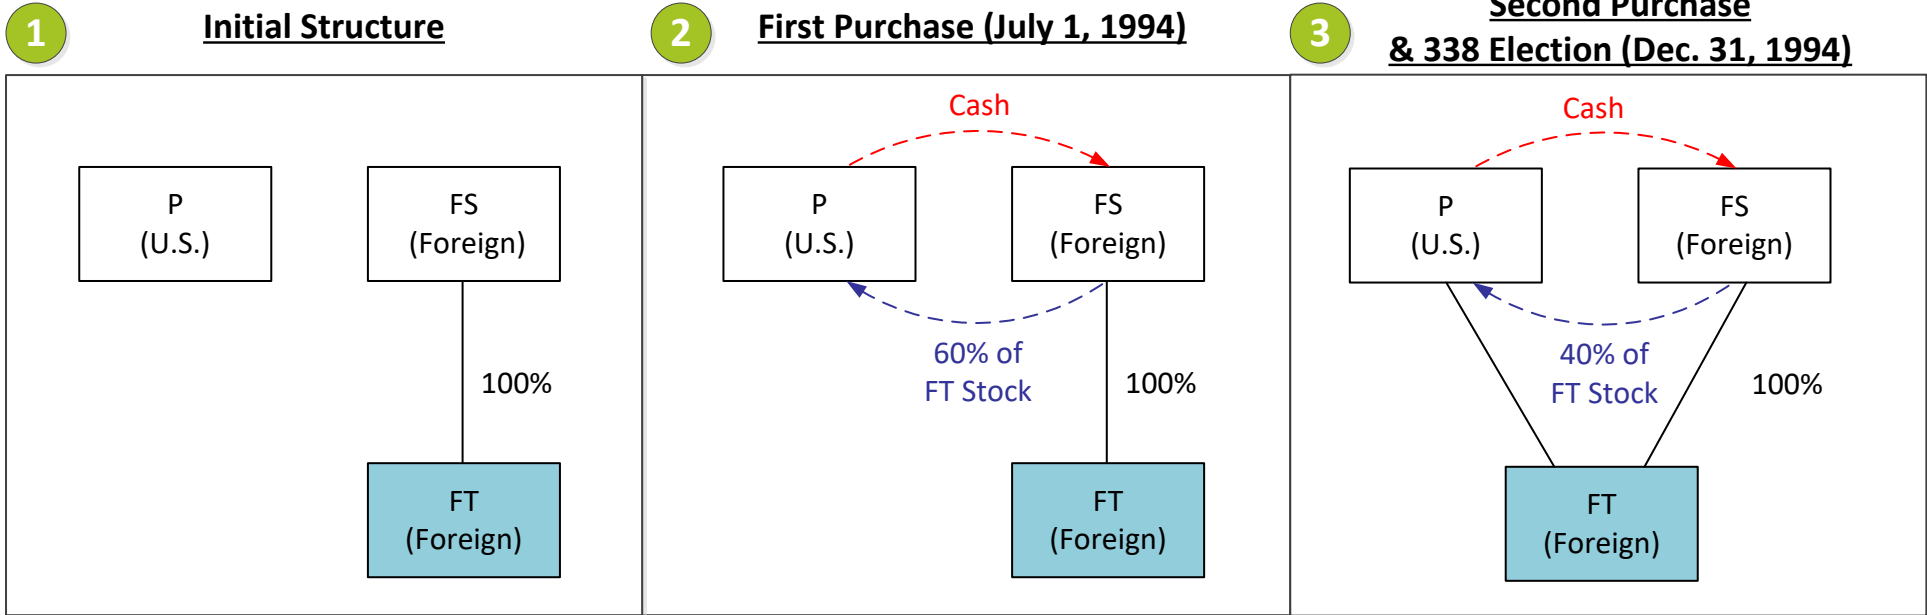 1
Initial Structure
P
(U.S.)
FS
(Foreign)
100%
FT
(Foreign)
2
First Purchase (July 1, 1994)
Cash
P
(U.S.)
FS
(Foreign)
60% of
FT Stock
100%
FT
(Foreign)
3
Second Purchase
& 338 Election (Dec. 31, 1994)
Cash
P
(U.S.)
FS
(Foreign)
40% of
FT Stock
100%
FT
(Foreign)